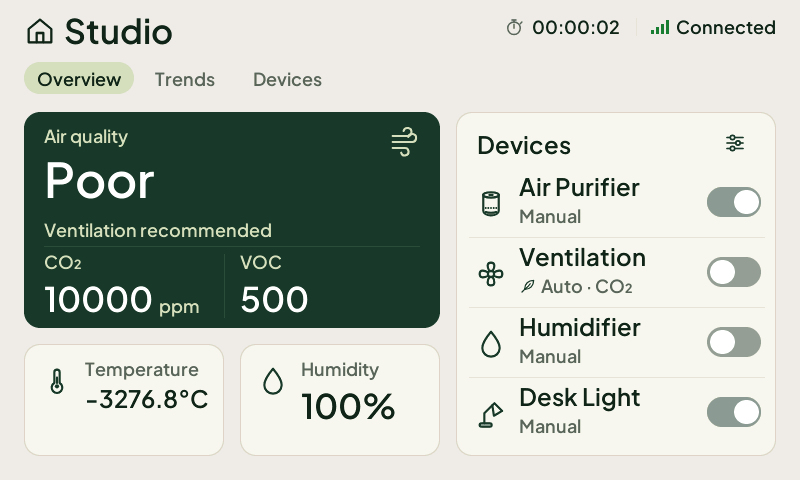 Studio
00:00:02
Connected
Overview
Trends
Devices
Air quality
Poor
Ventilation recommended
CO₂
10000 ppm
VOC
500
Temperature
-3276.8°C
Humidity
100%
Devices
Air Purifier
Manual
Ventilation
Auto · CO₂
Humidifier
Manual
Desk Light
Manual